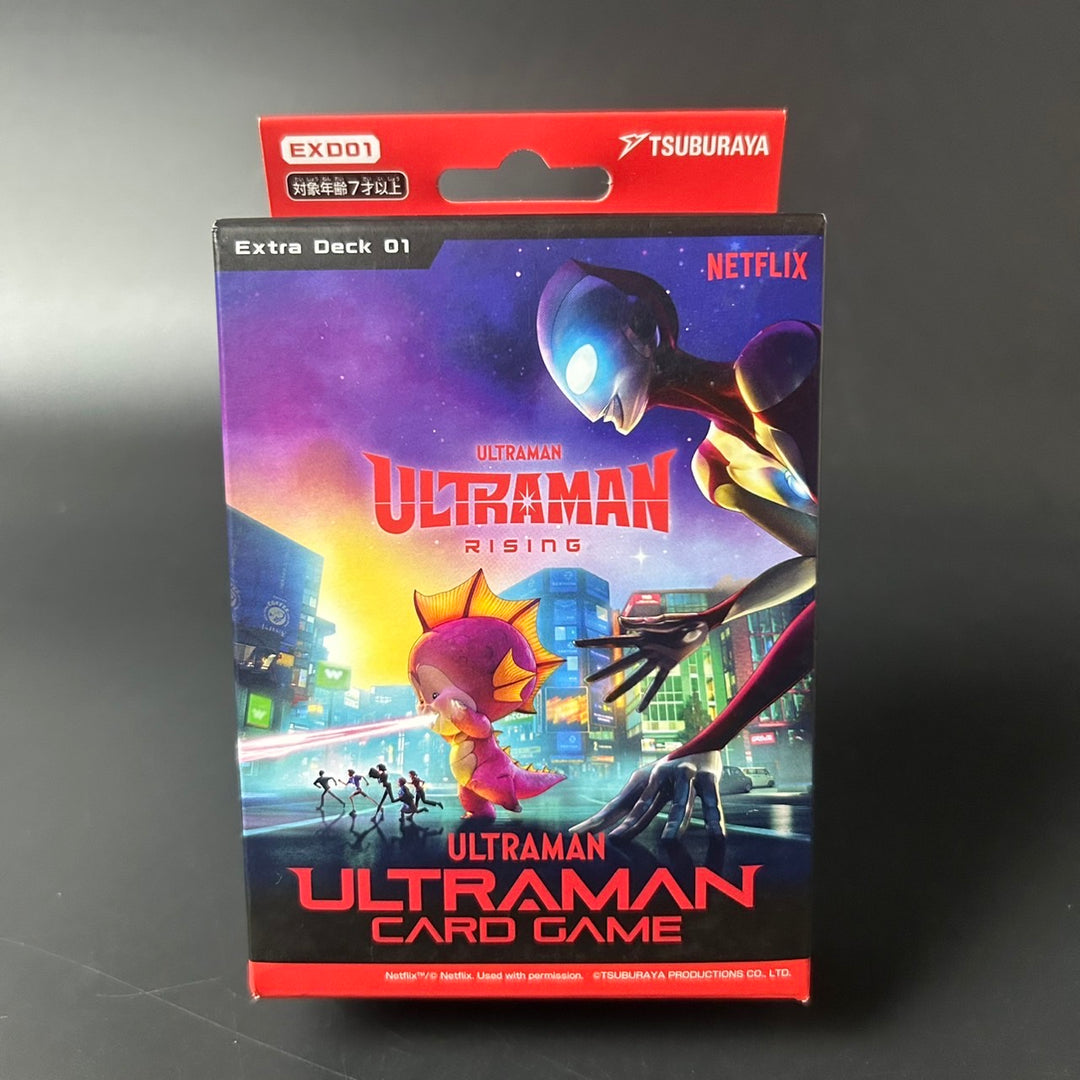 EXD01
TSUBURAYA
対象年齢7才以上
Extra Deck 01
NETFLIX
ULTRAMAN
ULTRAMAN
RISING
ULTRAMAN
ULTRAMAN
CARD GAME
Netflix™/© Netflix. Used with permission. ©TSUBURAYA PRODUCTIONS CO., LTD.